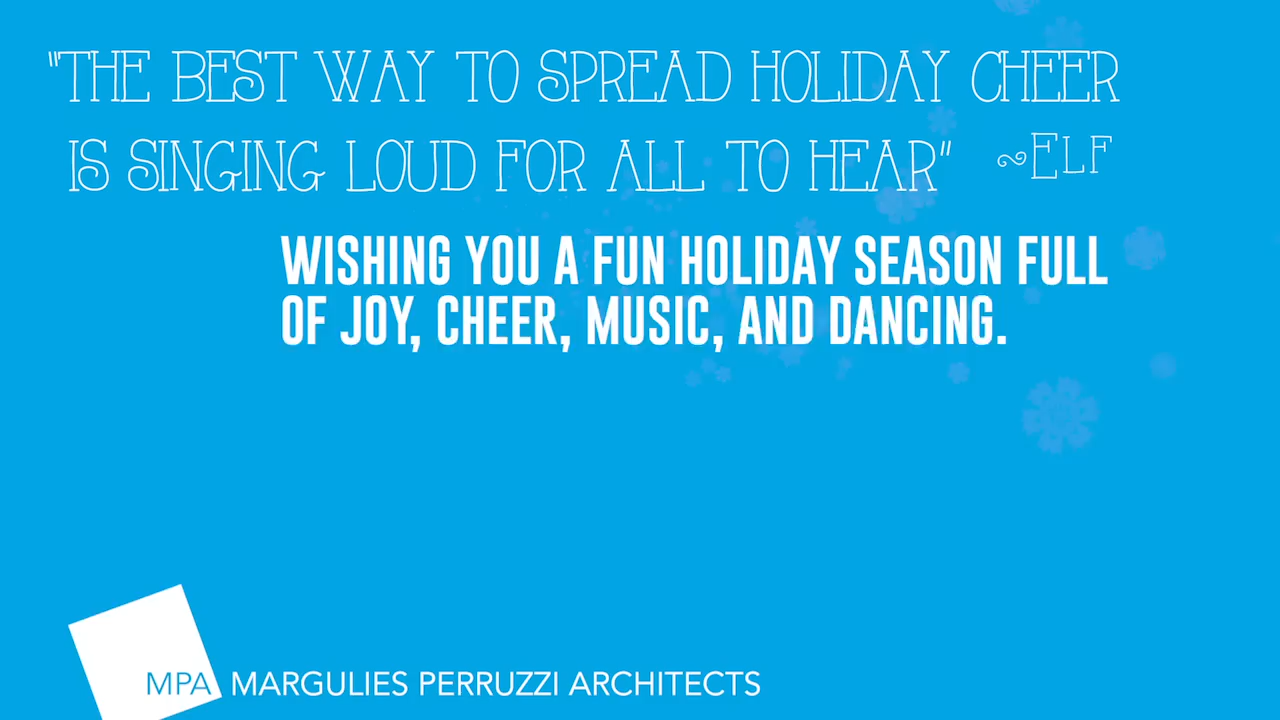 "THE BEST WAY TO SPREAD HOLIDAY CHEER
IS SINGING LOUD FOR ALL TO HEAR" ~ELF
WISHING YOU A FUN HOLIDAY SEASON FULL
OF JOY, CHEER, MUSIC, AND DANCING.
MPA MARGULIES PERRUZZI ARCHITECTS